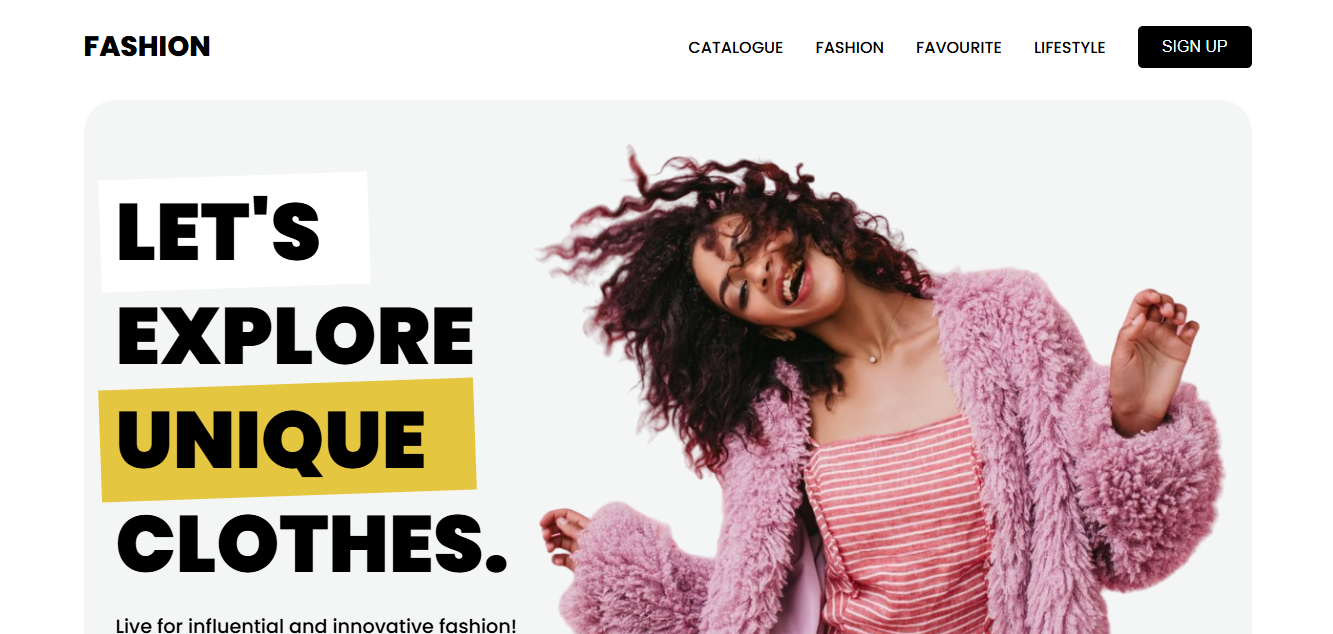 FASHION
CATALOGUE FASHION FAVOURITE LIFESTYLE SIGN UP
LET'S
EXPLORE
UNIQUE
CLOTHES.
Live for influential and innovative fashion!